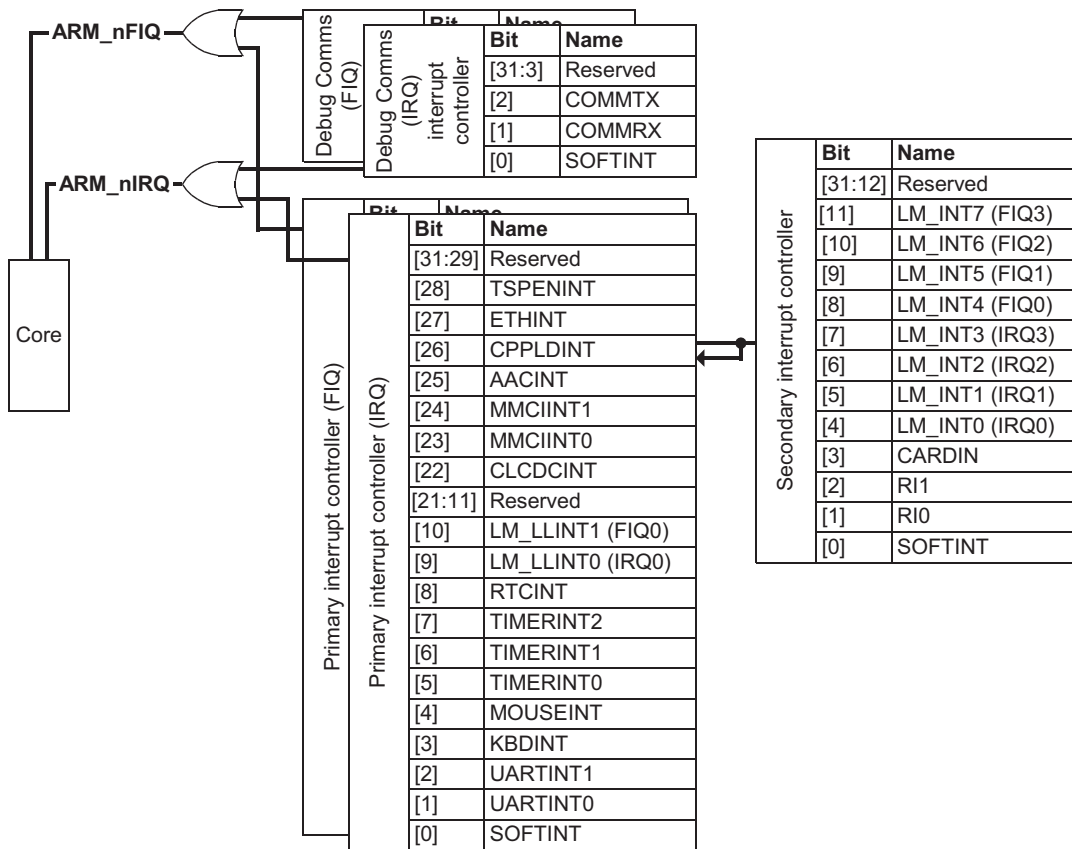 ARM_nFIQ
ARM_nIRQ
Core
Debug Comms
(FIQ)
Bit Name
Debug Comms
(IRQ)
interrupt
controller
Bit Name
[31:3] Reserved
[2] COMMTX
[1] COMMRX
[0] SOFTINT
Primary interrupt controller (FIQ)
Bit Name
Primary interrupt controller (IRQ)
Bit Name
[31:29] Reserved
[28] TSPENINT
[27] ETHINT
[26] CPPLDINT
[25] AACINT
[24] MMCIINT1
[23] MMCIINT0
[22] CLCDCINT
[21:11] Reserved
[10] LM_LLINT1 (FIQ0)
[9] LM_LLINT0 (IRQ0)
[8] RTCINT
[7] TIMERINT2
[6] TIMERINT1
[5] TIMERINT0
[4] MOUSEINT
[3] KBDINT
[2] UARTINT1
[1] UARTINT0
[0] SOFTINT
Secondary interrupt controller
Bit Name
[31:12] Reserved
[11] LM_INT7 (FIQ3)
[10] LM_INT6 (FIQ2)
[9] LM_INT5 (FIQ1)
[8] LM_INT4 (FIQ0)
[7] LM_INT3 (IRQ3)
[6] LM_INT2 (IRQ2)
[5] LM_INT1 (IRQ1)
[4] LM_INT0 (IRQ0)
[3] CARDIN
[2] RI1
[1] RI0
[0] SOFTINT